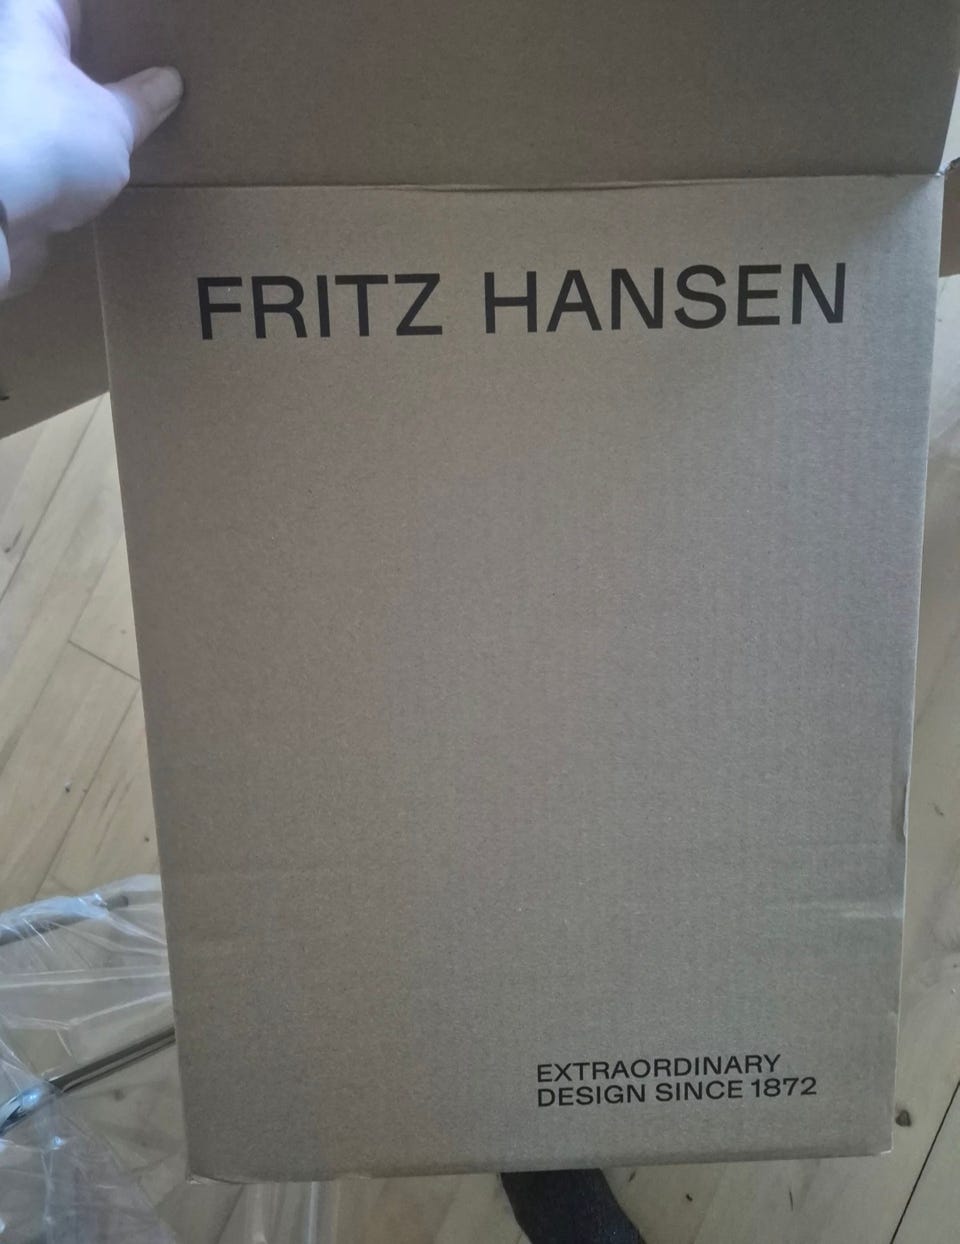 FRITZ HANSEN
EXTRAORDINARY
DESIGN SINCE 1872